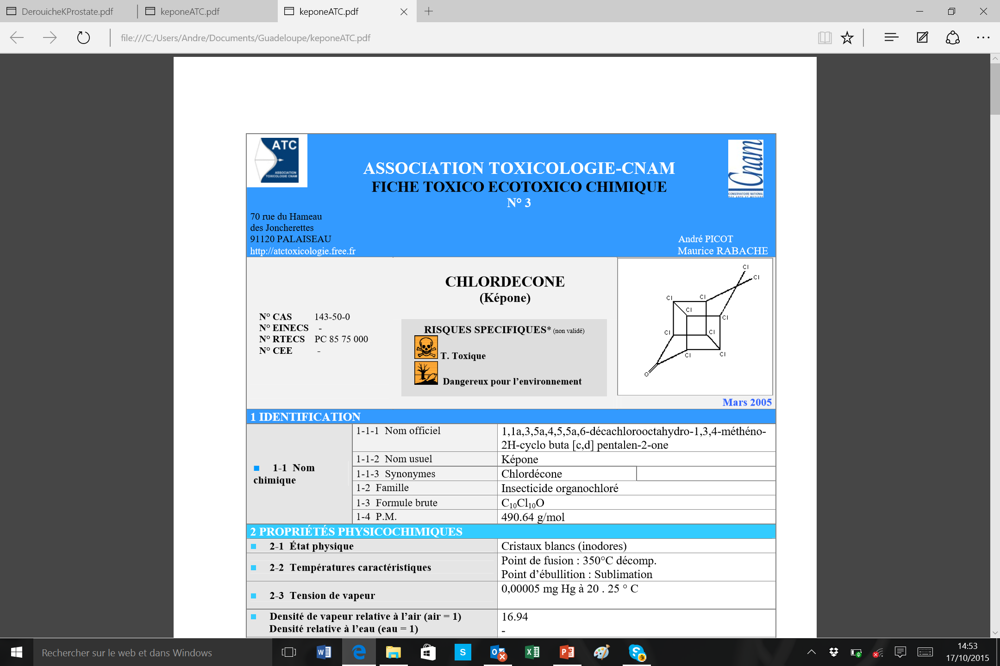 DerouicheKProstate.pdf
keponeATC.pdf
keponeATC.pdf
file:///C:/Users/Andre/Documents/Guadeloupe/keponeATC.pdf
ATC
ASSOCIATION
TOXICOLOGIE CNAM
Cnam
CONSERVATOIRE NATIONAL
ASSOCIATION TOXICOLOGIE-CNAM
FICHE TOXICO ECOTOXICO CHIMIQUE
N° 3
70 rue du Hameau
des Joncherettes
91120 PALAISEAU
http://atctoxicologie.free.fr
André PICOT
Maurice RABACHE
CHLORDECONE
(Képone)
N° CAS 143-50-0
N° EINECS -
N° RTECS PC 85 75 000
N° CEE -
RISQUES SPECIFIQUES* (non validé)
T. Toxique
Dangereux pour l'environnement
Cl
Cl
Cl
Cl
Cl
Cl
Cl
Cl
Cl
Cl
O
Mars 2005
1 IDENTIFICATION
1-1 Nom
chimique
1-1-1 Nom officiel
1,1a,3,5a,4,5,5a,6-décachlorooctahydro-1,3,4-méthéno-
2H-cyclo buta [c,d] pentalen-2-one
1-1-2 Nom usuel
Képone
1-1-3 Synonymes
Chlordécone
1-2 Famille
Insecticide organochloré
1-3 Formule brute
C₁₀Cl₁₀O
1-4 P.M.
490.64 g/mol
2 PROPRIÉTÉS PHYSICOCHIMIQUES
2-1 État physique
Cristaux blancs (inodores)
2-2 Températures caractéristiques
Point de fusion : 350°C décomp.
Point d'ébullition : Sublimation
2-3 Tension de vapeur
0,00005 mg Hg à 20 . 25 ° C
Densité de vapeur relative à l'air (air = 1)
16.94
Densité relative à l'eau (eau = 1)
-
Rechercher sur le web et dans Windows
14:53
17/10/2015